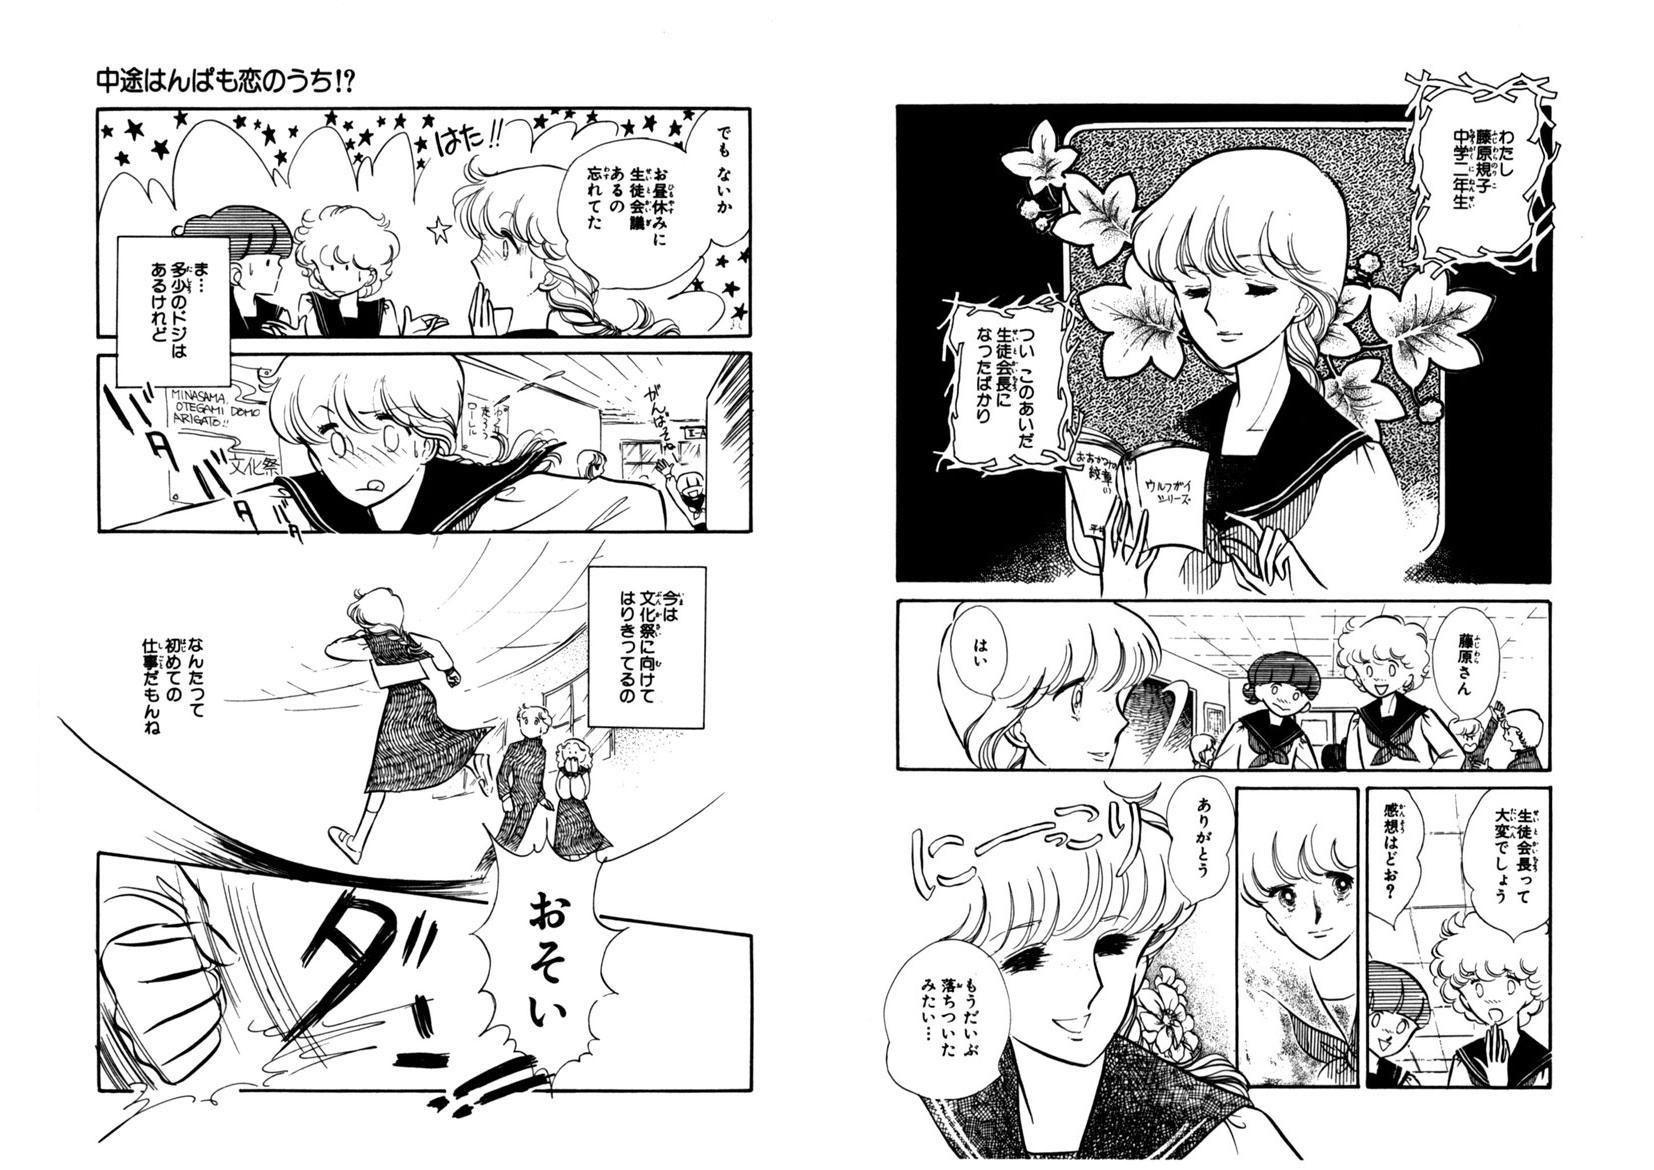 わたし
藤原規子
中学二年生
つい このあいだ
生徒会長に
なったばかり
おおかみの
紋章
ウルフガイ
シリーズ
藤原さん
はい
生徒会長って
大変でしょう
感想はどお?
ありがとう
にっこり
もうだいぶ
落ちついた
みたい…
中途はんぱも恋のうち!?
でもないか
お昼休みに
生徒会議
あるの
忘れてた
はた!!
ま…
多少のドジは
あるけれど
がんばってね
MINASAMA,
OTEGAMI DOMO
ARIGATO!!
文化祭
バタ
バタ
今は
文化祭に向けて
はりきってるの
なんたって
初めての
仕事だもんね
おそい
ダーッ